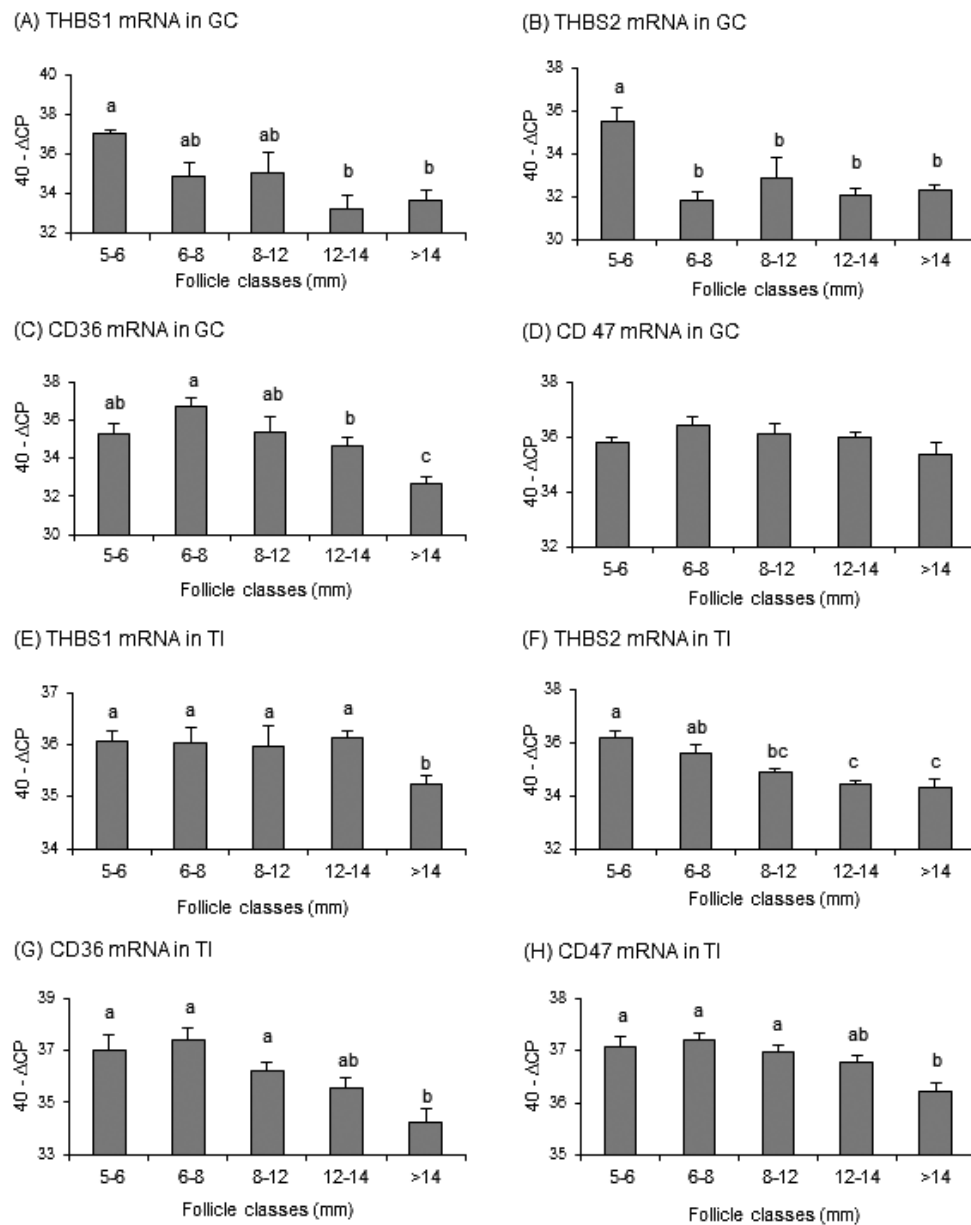 (A) THBS1 mRNA in GC
40 - ΔCP
40
38
36
34
32
a
ab
ab
b
b
5-6 6-8 8-12 12-14 >14
Follicle classes (mm)
(B) THBS2 mRNA in GC
40 - ΔCP
38
36
34
32
30
a
b
b
b
b
5-6 6-8 8-12 12-14 >14
Follicle classes (mm)
(C) CD36 mRNA in GC
40 - ΔCP
38
36
34
32
30
ab
a
ab
b
c
5-6 6-8 8-12 12-14 >14
Follicle classes (mm)
(D) CD 47 mRNA in GC
40 - ΔCP
38
36
34
32
5-6 6-8 8-12 12-14 >14
Follicle classes (mm)
(E) THBS1 mRNA in TI
40 - ΔCP
37
36
35
34
a
a
a
a
b
5-6 6-8 8-12 12-14 >14
Follicle classes (mm)
(F) THBS2 mRNA in TI
40 - ΔCP
38
36
34
32
a
ab
bc
c
c
5-6 6-8 8-12 12-14 >14
Follicle classes (mm)
(G) CD36 mRNA in TI
40 - ΔCP
39
37
35
33
a
a
a
ab
b
5-6 6-8 8-12 12-14 >14
Follicle classes (mm)
(H) CD47 mRNA in TI
40 - ΔCP
38
37
36
35
a
a
a
ab
b
5-6 6-8 8-12 12-14 >14
Follicle classes (mm)